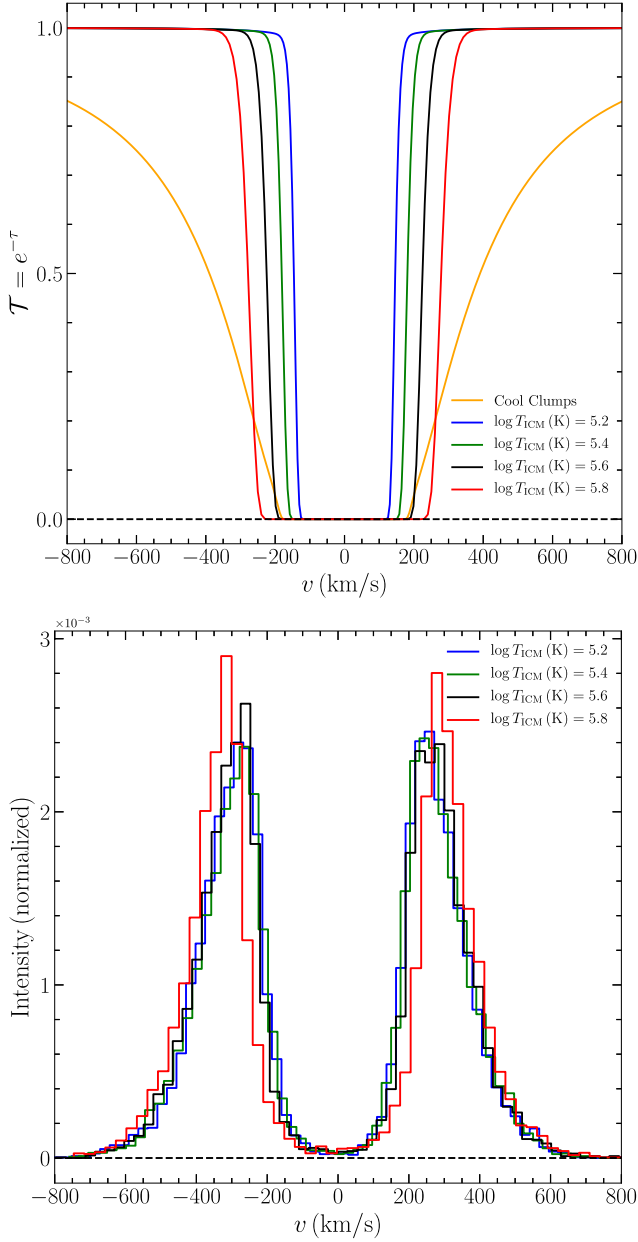 1.0
0.5
0.0
𝒯 = e^{−τ}
Cool Clumps
log T_ICM (K) = 5.2
log T_ICM (K) = 5.4
log T_ICM (K) = 5.6
log T_ICM (K) = 5.8
−800 −600 −400 −200 0 200 400 600 800
v (km/s)
×10^{−3}
3
2
1
0
Intensity (normalized)
log T_ICM (K) = 5.2
log T_ICM (K) = 5.4
log T_ICM (K) = 5.6
log T_ICM (K) = 5.8
−800 −600 −400 −200 0 200 400 600 800
v (km/s)